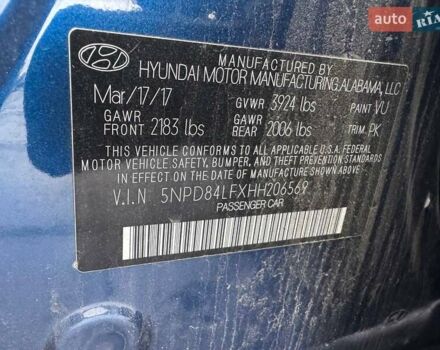 auto RIA
MANUFACTURED BY
HYUNDAI MOTOR MANUFACTURING ALABAMA, LLC
Mar/17/17 GVWR 3924 lbs PAINT VU
GAWR FRONT 2183 lbs GAWR REAR 2006 lbs TRIM PK
THIS VEHICLE CONFORMS TO ALL APPLICABLE U.S.A. FEDERAL
MOTOR VEHICLE SAFETY, BUMPER, AND THEFT PREVENTION STANDARDS
IN EFFECT ON THE DATE OF MANUFACTURE SHOWN ABOVE.
V.I.N 5NPD84LFXHH206569
PASSENGER CAR